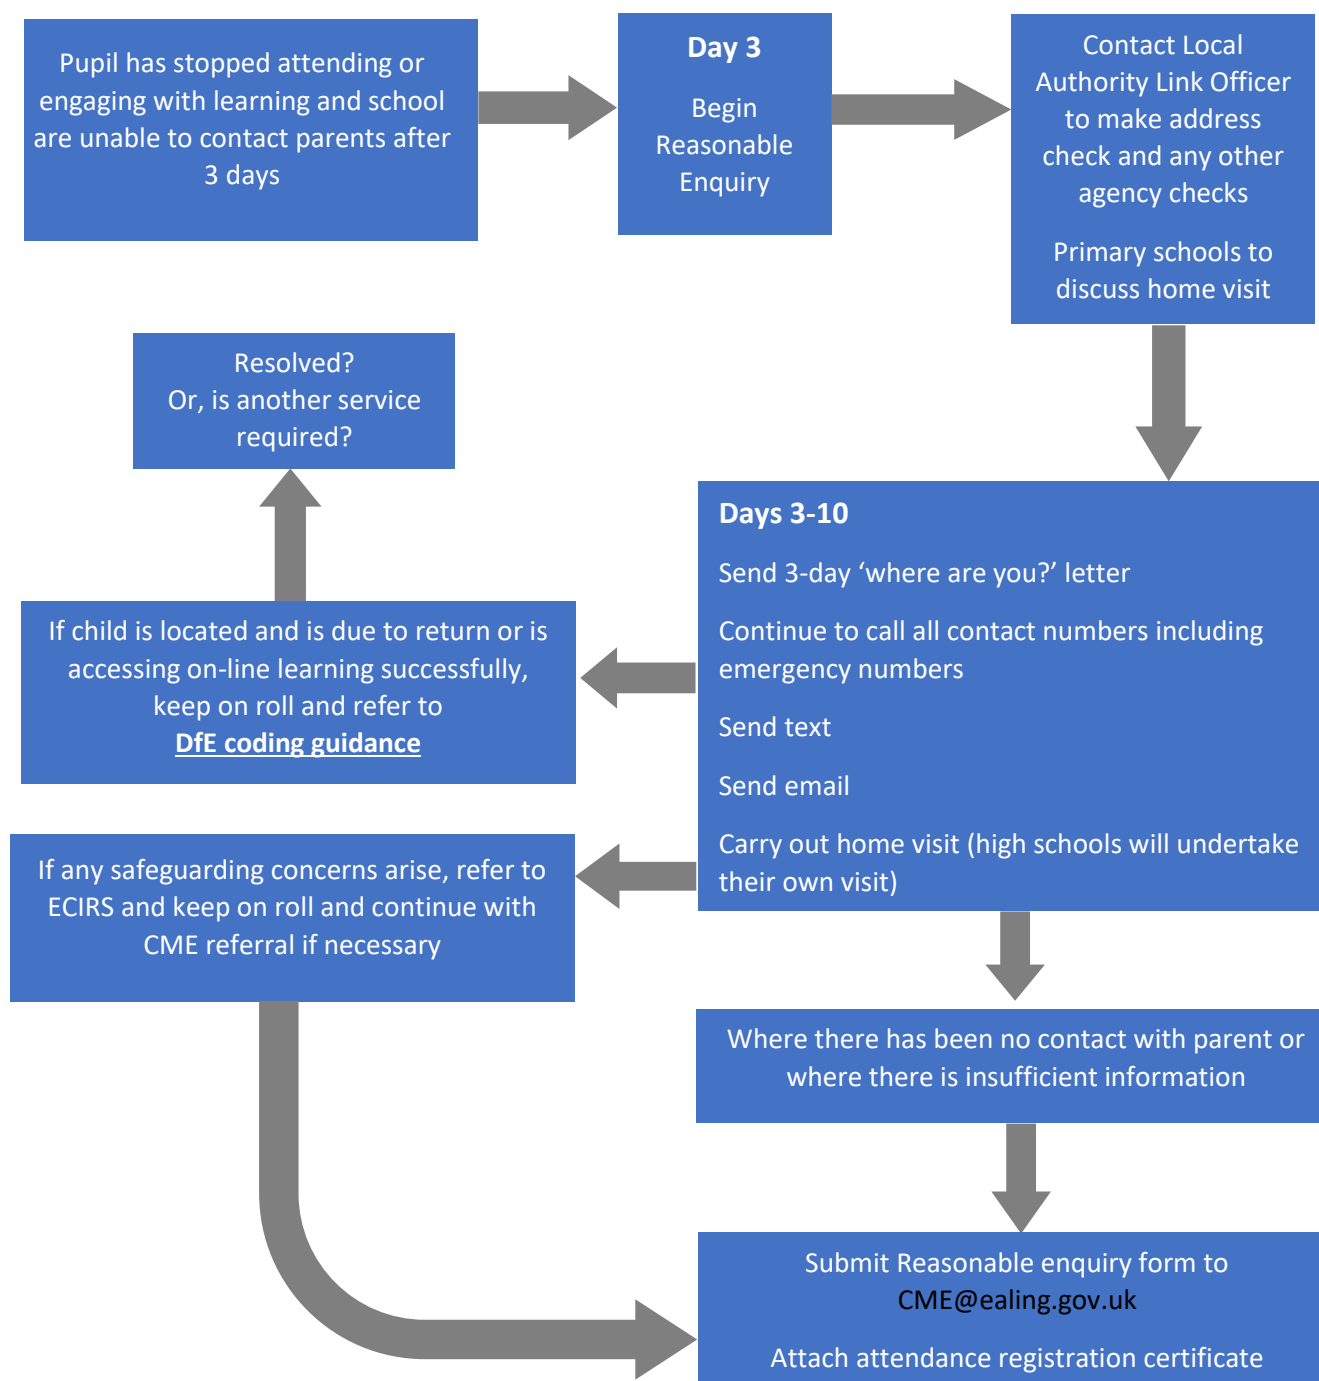 Pupil has stopped attending or
engaging with learning and school
are unable to contact parents after
3 days
Day 3
Begin
Reasonable
Enquiry
Contact Local
Authority Link Officer
to make address
check and any other
agency checks
Primary schools to
discuss home visit
Resolved?
Or, is another service
required?
Days 3-10
Send 3-day ‘where are you?’ letter
Continue to call all contact numbers including
emergency numbers
Send text
Send email
Carry out home visit (high schools will undertake
their own visit)
If child is located and is due to return or is
accessing on-line learning successfully,
keep on roll and refer to
DfE coding guidance
If any safeguarding concerns arise, refer to
ECIRS and keep on roll and continue with
CME referral if necessary
Where there has been no contact with parent or
where there is insufficient information
Submit Reasonable enquiry form to
CME@ealing.gov.uk
Attach attendance registration certificate